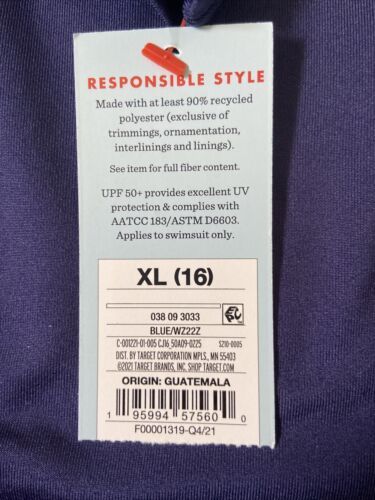 RESPONSIBLE STYLE
Made with at least 90% recycled
polyester (exclusive of
trimmings, ornamentation,
interlinings and linings).
See item for full fiber content.
UPF 50+ provides excellent UV
protection & complies with
AATCC 183/ASTM D6603.
Applies to swimsuit only.
XL (16)
038 09 3033
BLUE/WZ22Z
C-001221-01-005 CJ16_50A09-0225 S210-0005
DIST. BY TARGET CORPORATION MPLS., MN 55403
©2021 TARGET BRANDS, INC. SHOP TARGET.COM
ORIGIN: GUATEMALA
1 95994 57560 0
F00001319-Q4/21